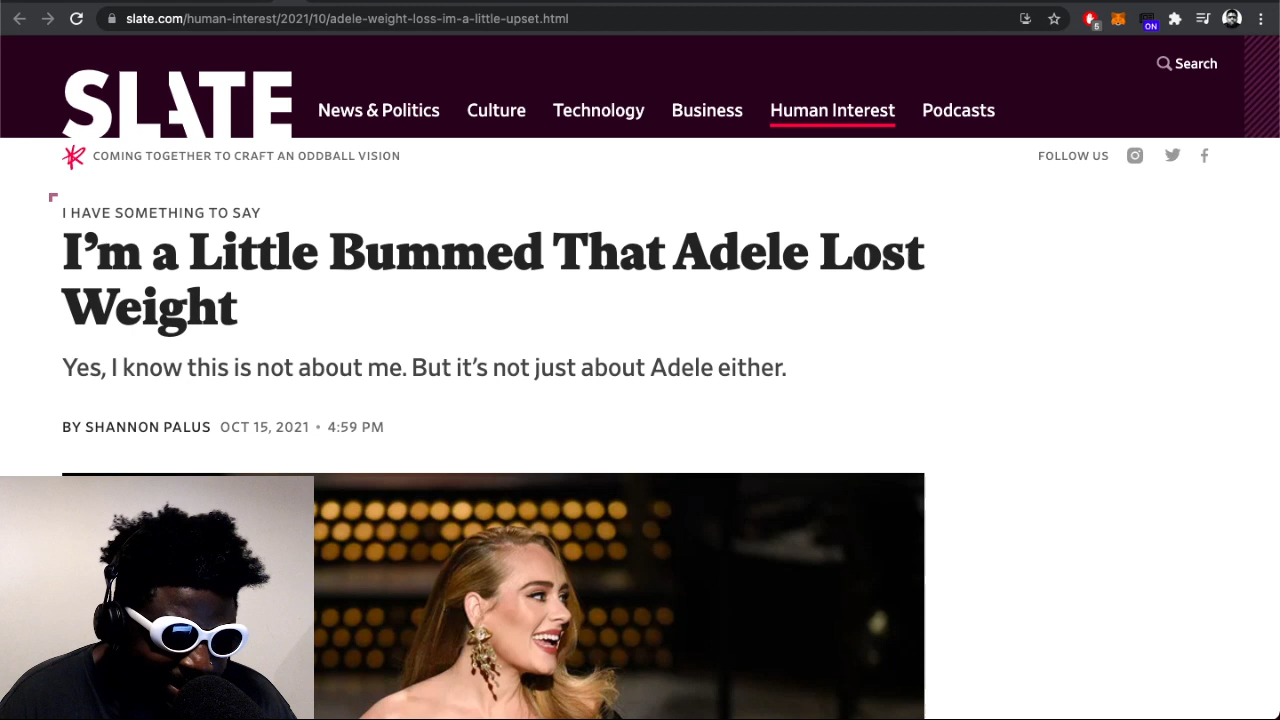 slate.com/human-interest/2021/10/adele-weight-loss-im-a-little-upset.html
5
ON
Search
SLATE
News & Politics Culture Technology Business Human Interest Podcasts
COMING TOGETHER TO CRAFT AN ODDBALL VISION
FOLLOW US
I HAVE SOMETHING TO SAY
I’m a Little Bummed That Adele Lost
Weight
Yes, I know this is not about me. But it’s not just about Adele either.
BY SHANNON PALUS OCT 15, 2021 • 4:59 PM